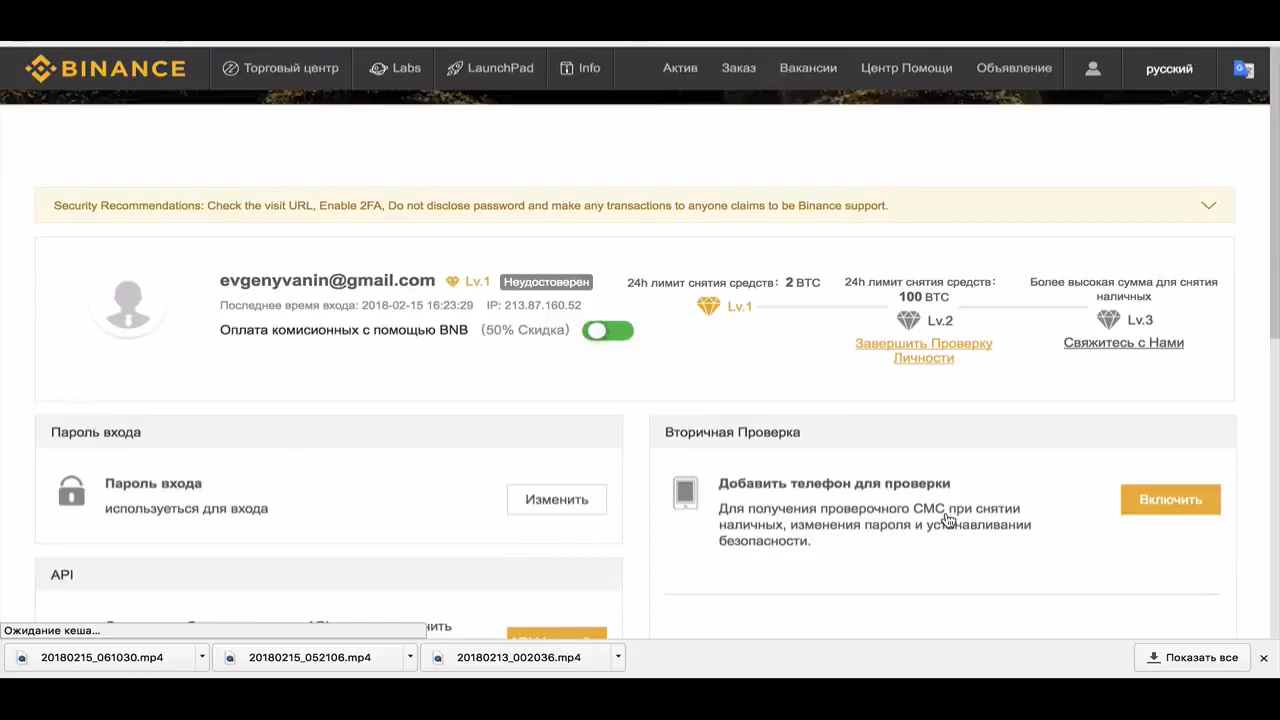 BINANCE Торговый центр Labs LaunchPad Info Актив Заказ Вакансии Центр Помощи Объявление русский
Security Recommendations: Check the visit URL, Enable 2FA, Do not disclose password and make any transactions to anyone claims to be Binance support.
evgenyvanin@gmail.com Lv.1 Неудостоверен
Последнее время входа: 2018-02-15 16:23:29 IP: 213.87.160.52
Оплата комисионных с помощью BNB (50% Скидка)
24h лимит снятия средств: 2 BTC
Lv.1
24h лимит снятия средств:
100 BTC
Lv.2
Завершить Проверку
Личности
Более высокая сумма для снятия
наличных
Lv.3
Свяжитесь с Нами
Пароль входа
Пароль входа
используеться для входа
Изменить
API
Вторичная Проверка
Добавить телефон для проверки
Для получения проверочного СМС при снятии
наличных, изменения пароля и устанавливании
безопасности.
Включить
Ожидание кеша...
20180215_061030.mp4 20180215_052106.mp4 20180213_002036.mp4 Показать все